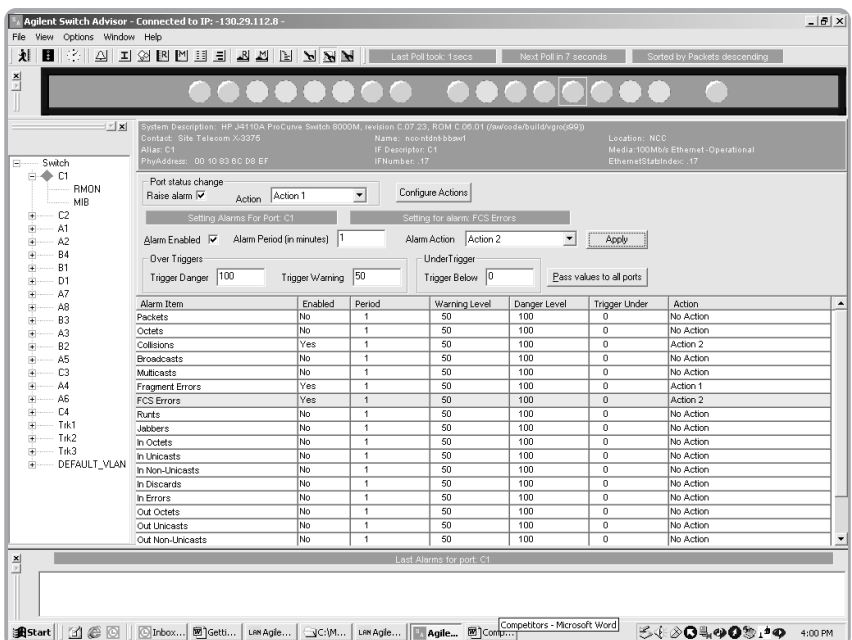 Agilent Switch Advisor - Connected to IP: -130.29.112.8 -
File View Options Window Help
Last Poll took: 1secs
Next Poll in 7 seconds
Sorted by Packets descending
System Description: HP J4110A ProCurve Switch 8000M, revision C.07.23, ROM C.06.01 (/sw/code/build/vgro(s99))
Contact: Site Telecom X-3375
Name: noontdnt-bbsw1
Location: NCC
Alias: C1
IF Descriptor: C1
Media:100Mb/s Ethernet -Operational
PhyAddress: 00 10 83 6C D8 EF
IFNumber: .17
EthernetStatsIndex: .17
Switch
C1
RMON
MIB
C2
A1
A2
B4
B1
D1
A7
A8
B3
A3
B2
A5
C3
A4
A6
C4
Trk1
Trk2
Trk3
DEFAULT_VLAN
Port status change
Raise alarm
Action
Action 1
Configure Actions
Setting Alarms For Port: C1
Setting for alarm: FCS Errors
Alarm Enabled
Alarm Period (in minutes)
1
Alarm Action
Action 2
Apply
Over Triggers
UnderTrigger
Trigger Danger 100
Trigger Warning 50
Trigger Below 0
Pass values to all ports
Alarm Item Enabled Period Warning Level Danger Level Trigger Under Action
Packets No 1 50 100 0 No Action
Octets No 1 50 100 0 No Action
Collisions Yes 1 50 100 0 Action 2
Broadcasts No 1 50 100 0 No Action
Multicasts No 1 50 100 0 No Action
Fragment Errors Yes 1 50 100 0 Action 1
FCS Errors Yes 1 50 100 0 Action 2
Runts No 1 50 100 0 No Action
Jabbers No 1 50 100 0 No Action
In Octets No 1 50 100 0 No Action
In Unicasts No 1 50 100 0 No Action
In Non-Unicasts No 1 50 100 0 No Action
In Discards No 1 50 100 0 No Action
In Errors No 1 50 100 0 No Action
Out Octets No 1 50 100 0 No Action
Out Unicasts No 1 50 100 0 No Action
Out Non-Unicasts No 1 50 100 0 No Action
Last Alarms for port: C1
Start
Inbox...
Getti...
LAN Agile...
C:\M...
LAN Agile...
Agile...
Comp...
Competitors - Microsoft Word
4:00 PM